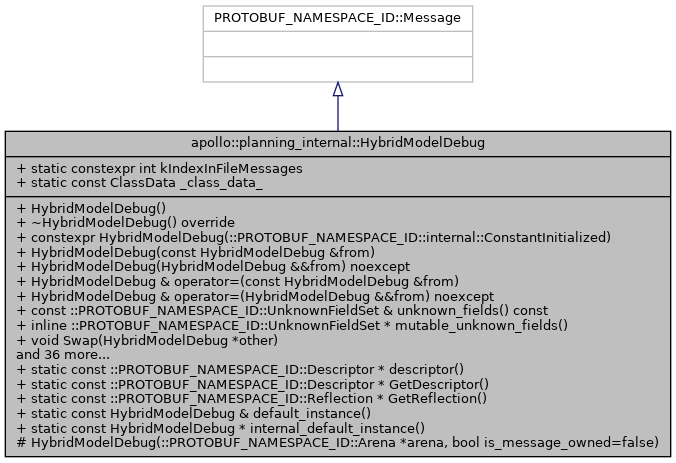 PROTOBUF_NAMESPACE_ID::Message
apollo::planning_internal::HybridModelDebug
+ static constexpr int kIndexInFileMessages
+ static const ClassData _class_data_
+ HybridModelDebug()
+ ~HybridModelDebug() override
+ constexpr HybridModelDebug(::PROTOBUF_NAMESPACE_ID::internal::ConstantInitialized)
+ HybridModelDebug(const HybridModelDebug &from)
+ HybridModelDebug(HybridModelDebug &&from) noexcept
+ HybridModelDebug & operator=(const HybridModelDebug &from)
+ HybridModelDebug & operator=(HybridModelDebug &&from) noexcept
+ const ::PROTOBUF_NAMESPACE_ID::UnknownFieldSet & unknown_fields() const
+ inline ::PROTOBUF_NAMESPACE_ID::UnknownFieldSet * mutable_unknown_fields()
+ void Swap(HybridModelDebug *other)
and 36 more...
+ static const ::PROTOBUF_NAMESPACE_ID::Descriptor * descriptor()
+ static const ::PROTOBUF_NAMESPACE_ID::Descriptor * GetDescriptor()
+ static const ::PROTOBUF_NAMESPACE_ID::Reflection * GetReflection()
+ static const HybridModelDebug & default_instance()
+ static const HybridModelDebug * internal_default_instance()
# HybridModelDebug(::PROTOBUF_NAMESPACE_ID::Arena *arena, bool is_message_owned=false)